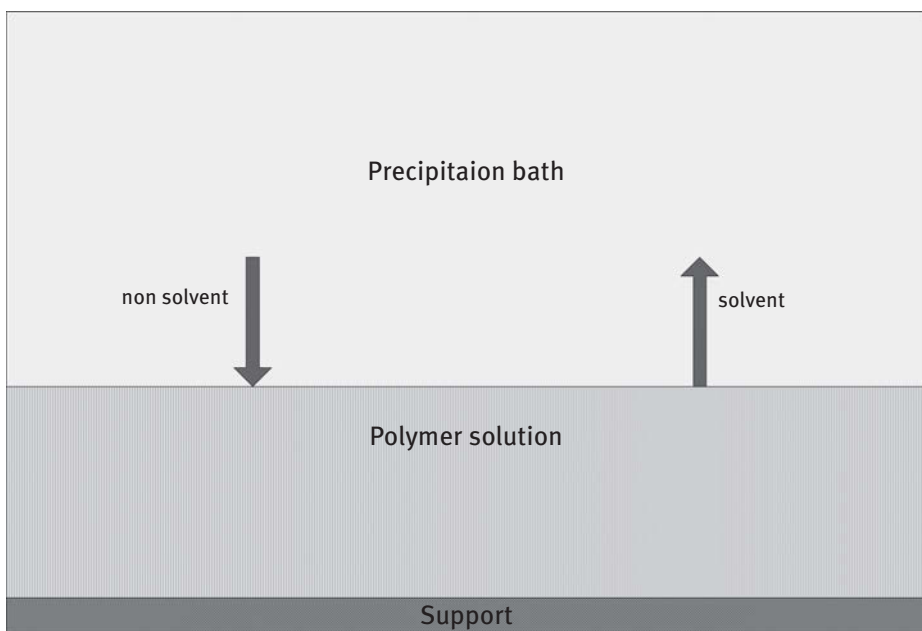 Precipitaion bath
non solvent
solvent
Polymer solution
Support